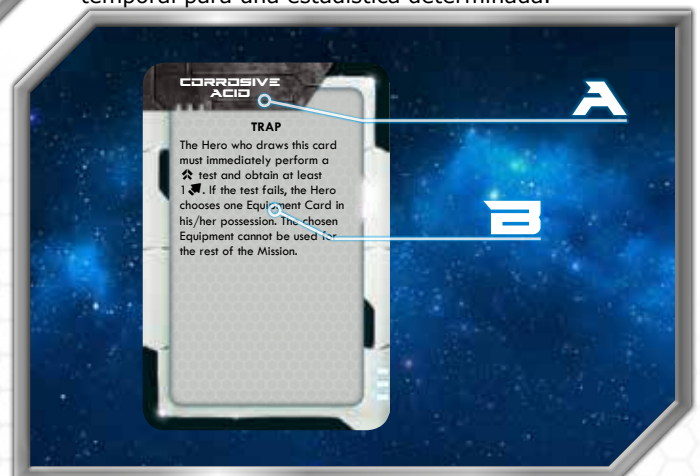 temporal para una estadística determinada.
CORROSIVE
ACID
A
TRAP
The Hero who draws this card
must immediately perform a
test and obtain at least
1 . If the test fails, the Hero
chooses one Equipment Card in
his/her possession. The chosen
Equipment cannot be used for
the rest of the Mission.
B